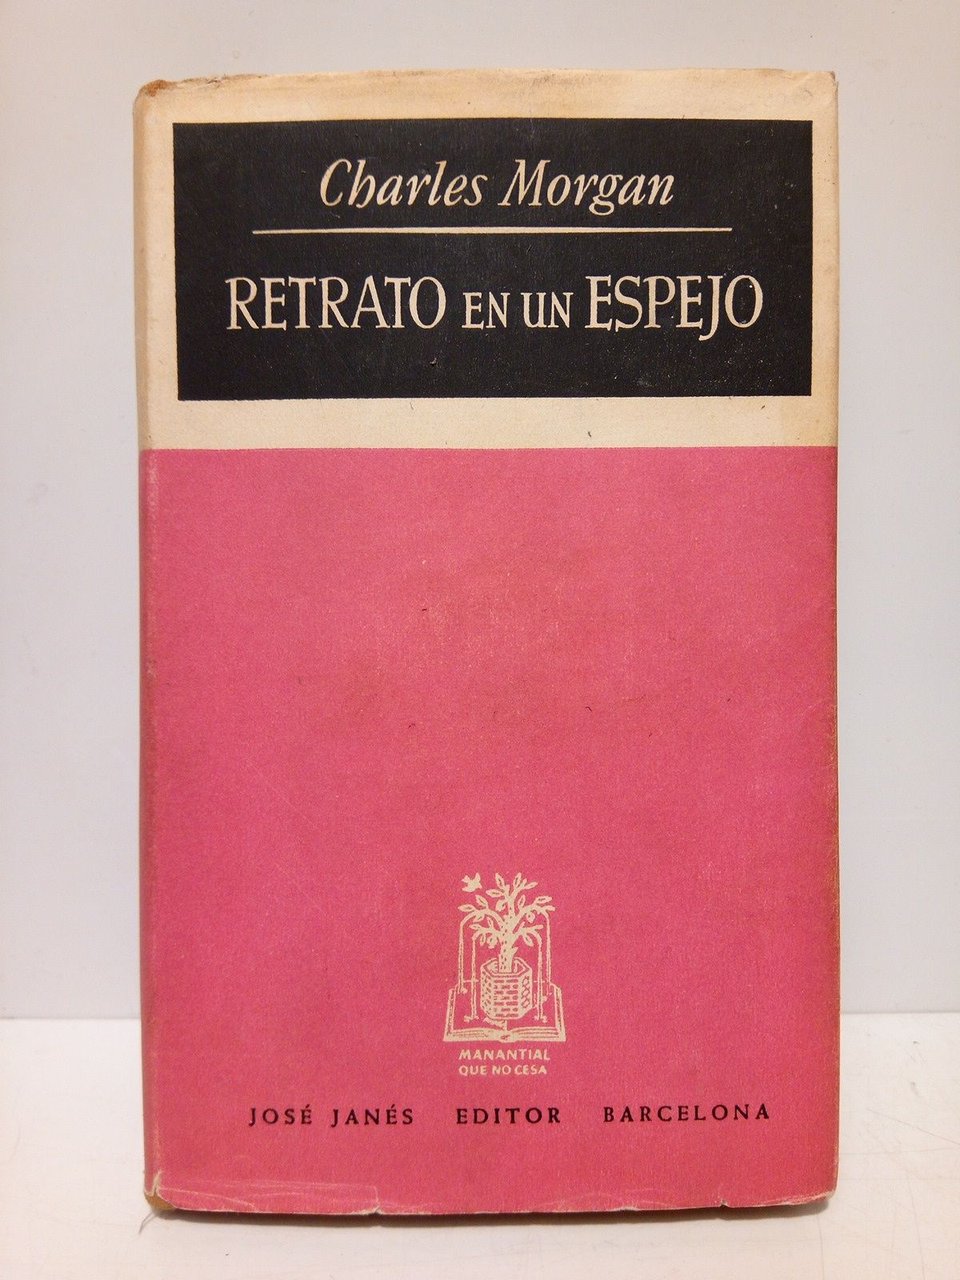 Charles Morgan
RETRATO EN UN ESPEJO
MANANTIAL
QUE NO CESA
JOSÉ JANÉS EDITOR BARCELONA